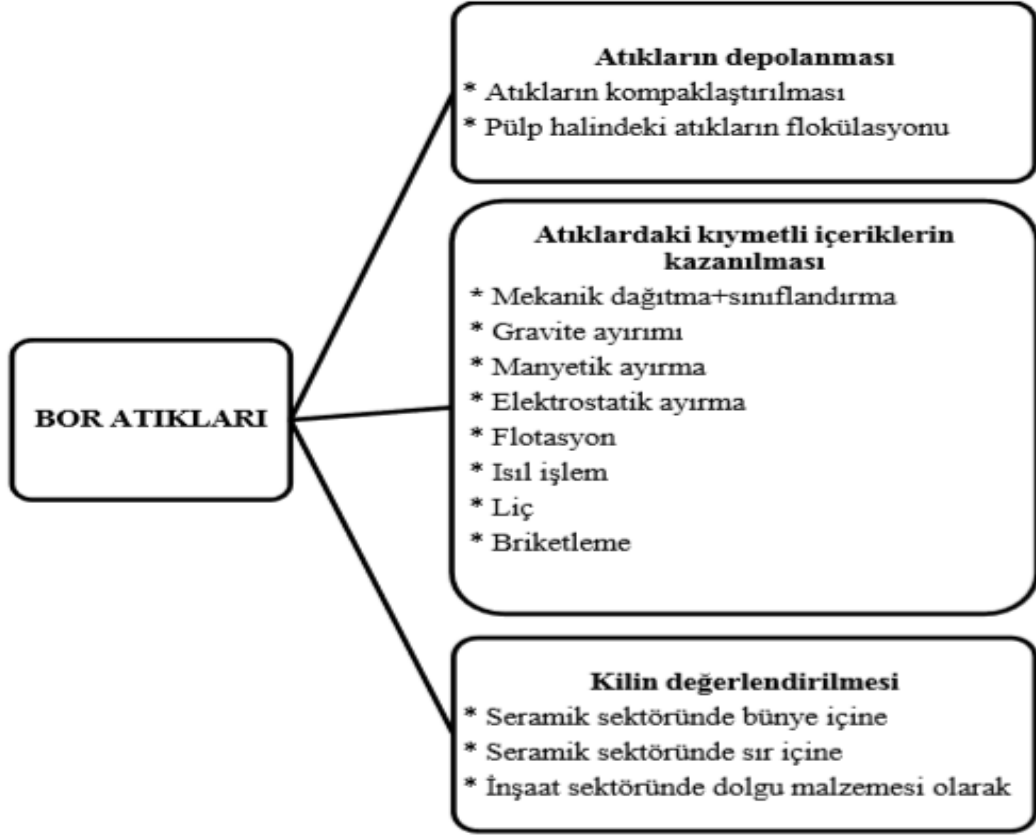 BOR ATIKLARI
Atıkların depolanması
* Atıkların kompaklaştırılması
* Pülp halindeki atıkların flokülasyonu
Atıklardaki kıymetli içeriklerin
kazanılması
* Mekanik dağıtma+sınıflandırma
* Gravite ayırımı
* Manyetik ayırma
* Elektrostatik ayırma
* Flotasyon
* Isıl işlem
* Liç
* Briketleme
Kilin değerlendirilmesi
* Seramik sektöründe bünye içine
* Seramik sektöründe sır içine
* İnşaat sektöründe dolgu malzemesi olarak